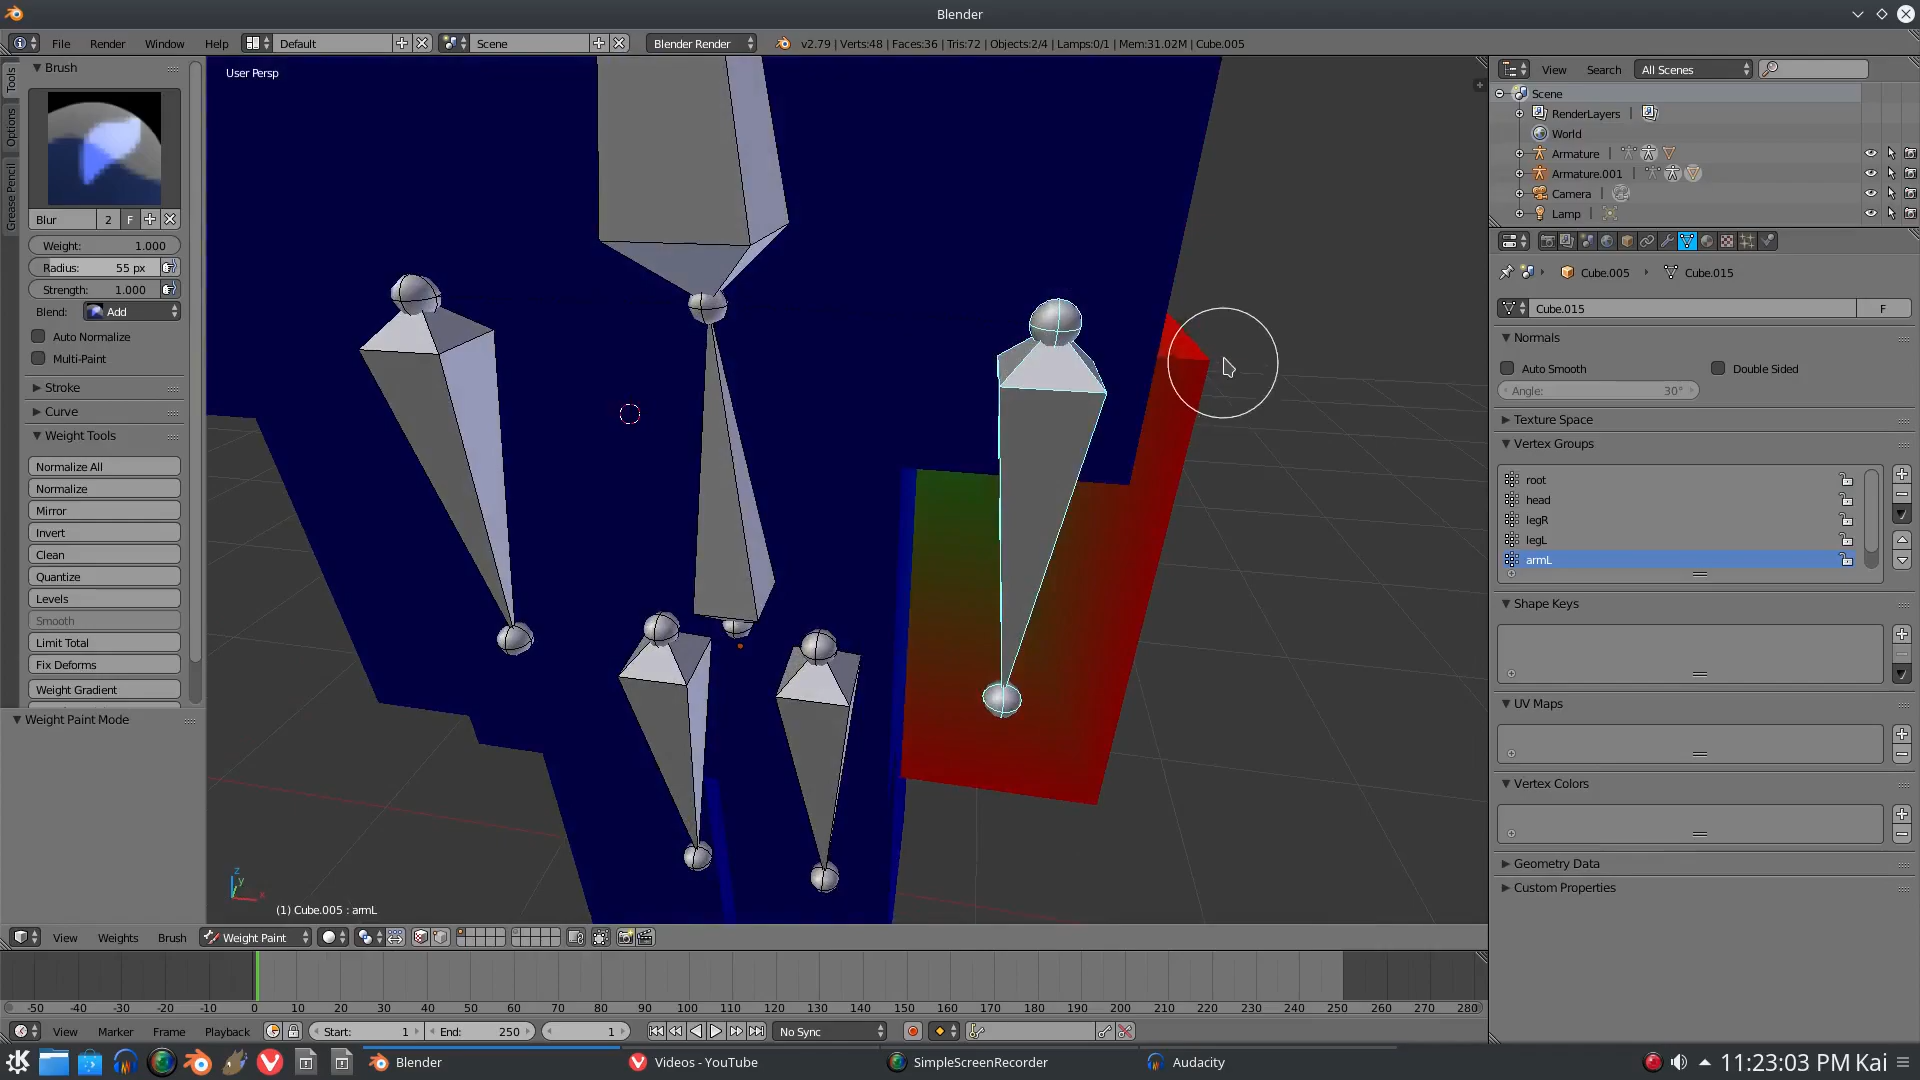 Blender
File Render Window Help Default Scene Blender Render v2.79 | Verts:48 | Faces:36 | Tris:72 | Objects:2/4 | Lamps:0/1 | Mem:31.02M | Cube.005
Tools
Options
Grease Pencil
Brush
Blur 2 F
Weight: 1.000
Radius: 55 px
Strength: 1.000
Blend: Add
Auto Normalize
Multi-Paint
Stroke
Curve
Weight Tools
Normalize All
Normalize
Mirror
Invert
Clean
Quantize
Levels
Smooth
Limit Total
Fix Deforms
Weight Gradient
Weight Paint Mode
User Persp
z
y
x
(1) Cube.005 : armL
View Weights Brush Weight Paint
View Search All Scenes
Scene
RenderLayers
World
Armature
Armature.001
Camera
Lamp
Cube.005 Cube.015
Cube.015 F
Normals
Auto Smooth Double Sided
Angle: 30°
Texture Space
Vertex Groups
root
head
legR
legL
armL
Shape Keys
UV Maps
Vertex Colors
Geometry Data
Custom Properties
-50 -40 -30 -20 -10 0 10 20 30 40 50 60 70 80 90 100 110 120 130 140 150 160 170 180 190 200 210 220 230 240 250 260 270 280
View Marker Frame Playback Start: 1 End: 250 1 No Sync
Blender Videos - YouTube SimpleScreenRecorder Audacity 11:23:03 PM Kai